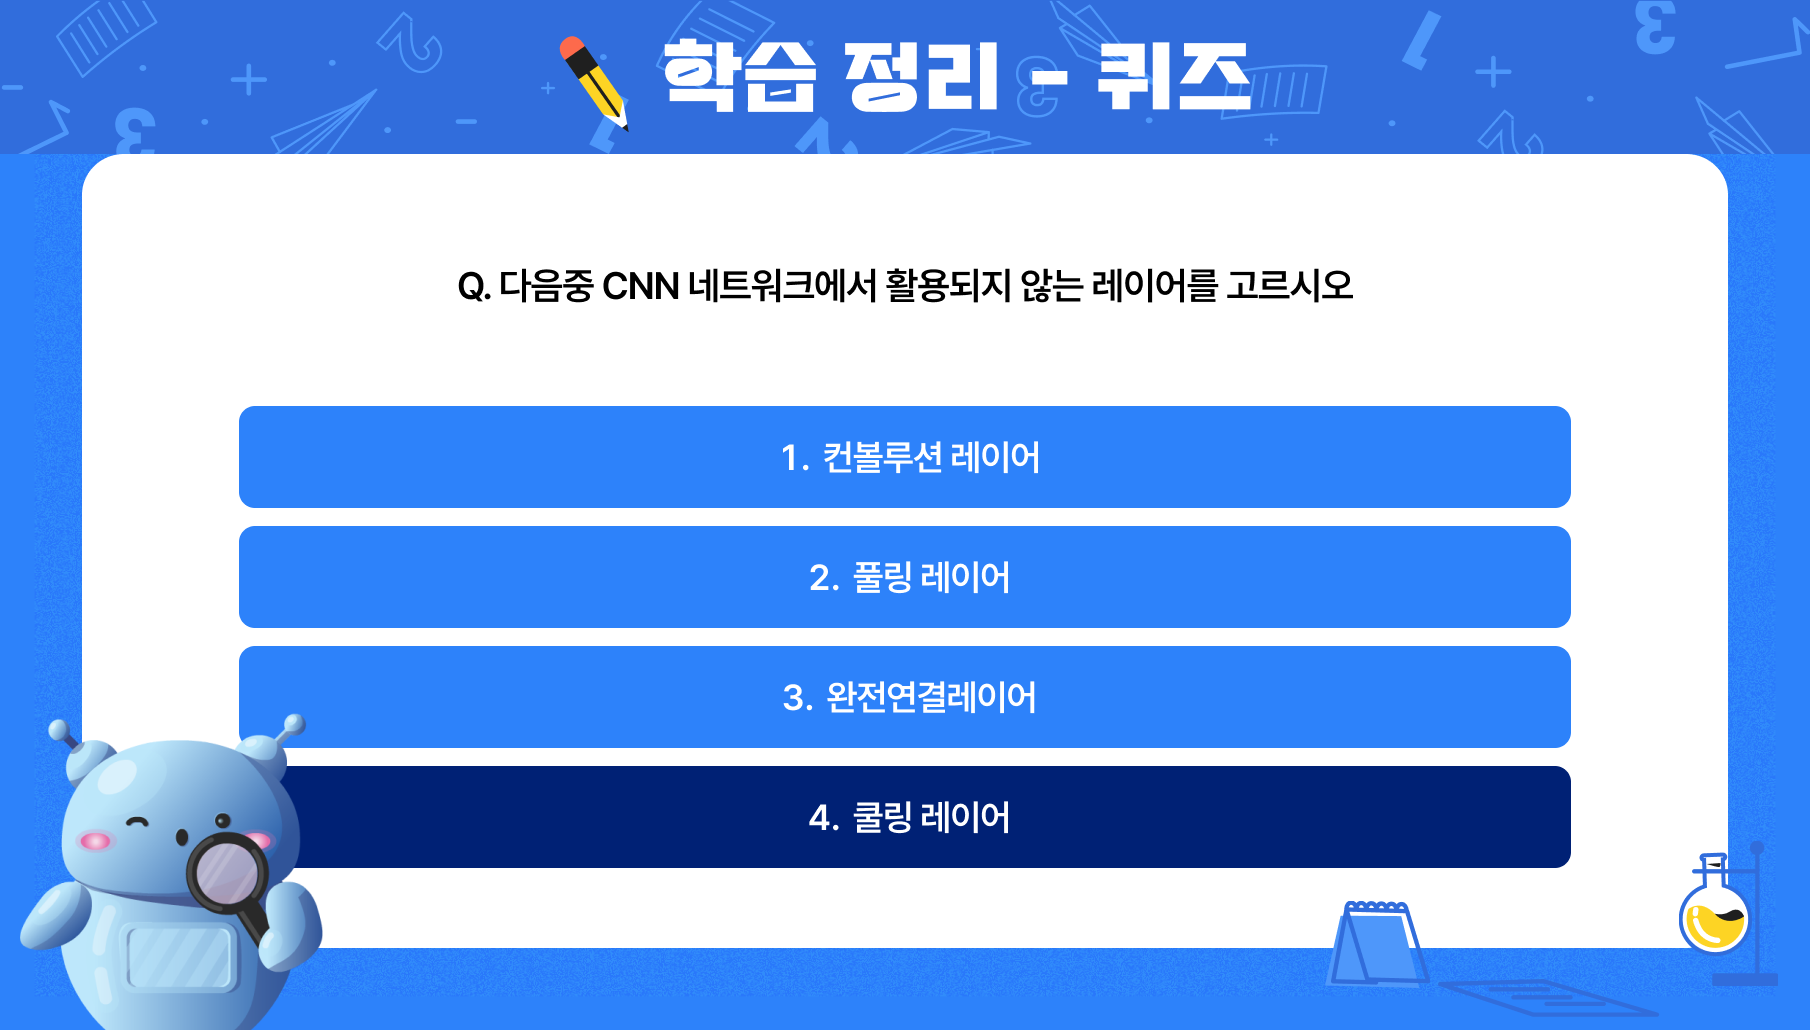 학습 정리 - 퀴즈
Q. 다음중 CNN 네트워크에서 활용되지 않는 레이어를 고르시오
1. 컨볼루션 레이어
2. 풀링 레이어
3. 완전연결레이어
4. 쿨링 레이어